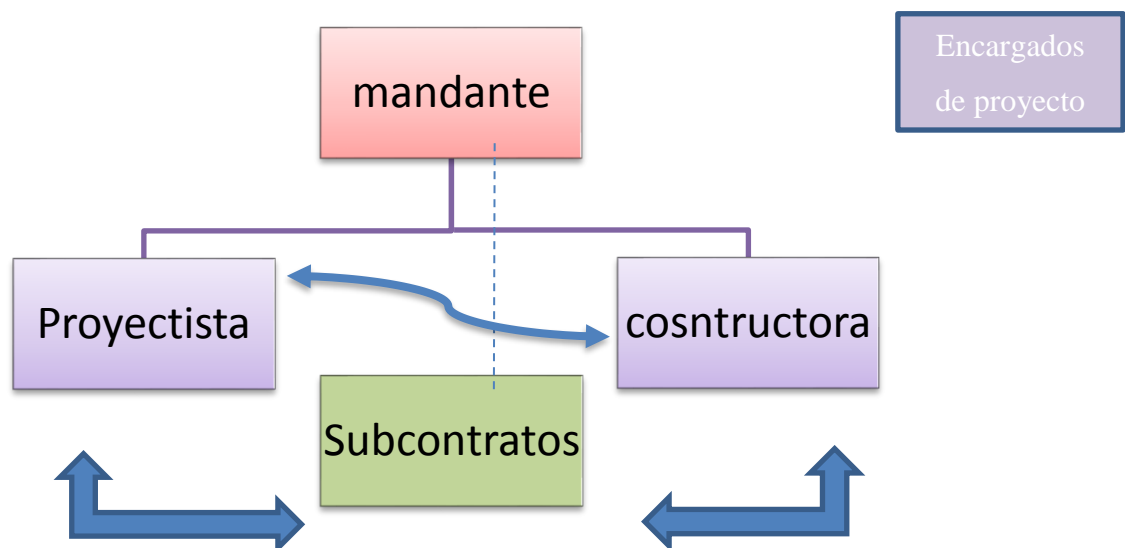 mandante
Encargados
de proyecto
Proyectista
cosntructora
Subcontratos